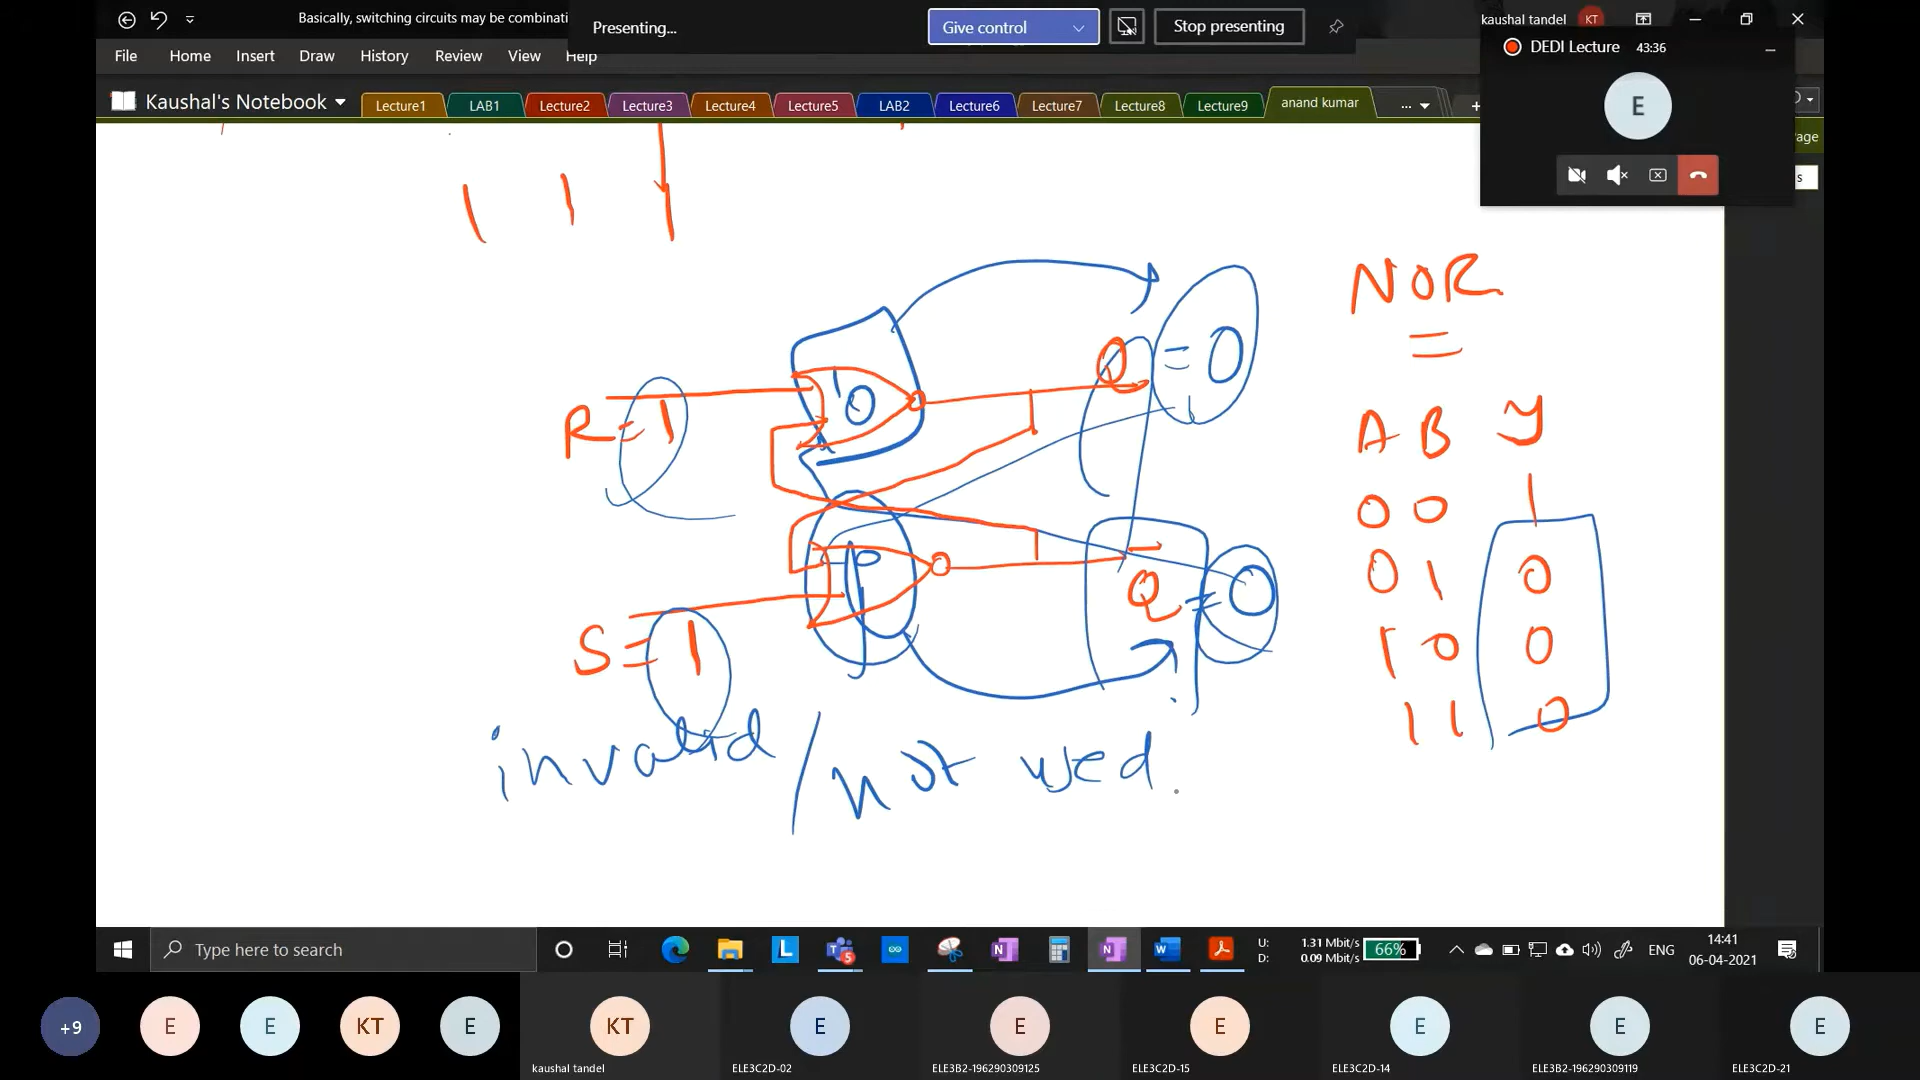 Basically, switching circuits may be combinati
Presenting...
Give control
Stop presenting
kaushal tandel
KT
DEDI Lecture 43:36
E
File Home Insert Draw History Review View Help
Kaushal's Notebook
Lecture1 LAB1 Lecture2 Lecture3 Lecture4 Lecture5 LAB2 Lecture6 Lecture7 Lecture8 Lecture9 anand kumar ... +
Page
s
1 1 1
NOR
R = 1
Q = 0
A B Y
0 0 1
0 1 0
1 0 0
1 1 0
S = 1
Q = 0
invalid / not used.
Type here to search
U: 1.31 Mbit/s
D: 0.09 Mbit/s
66%
ENG
14:41
06-04-2021
+9 E E KT E KT E E E E E E
kaushal tandel ELE3C2D-02 ELE3B2-196290309125 ELE3C2D-15 ELE3C2D-14 ELE3B2-196290309119 ELE3C2D-21